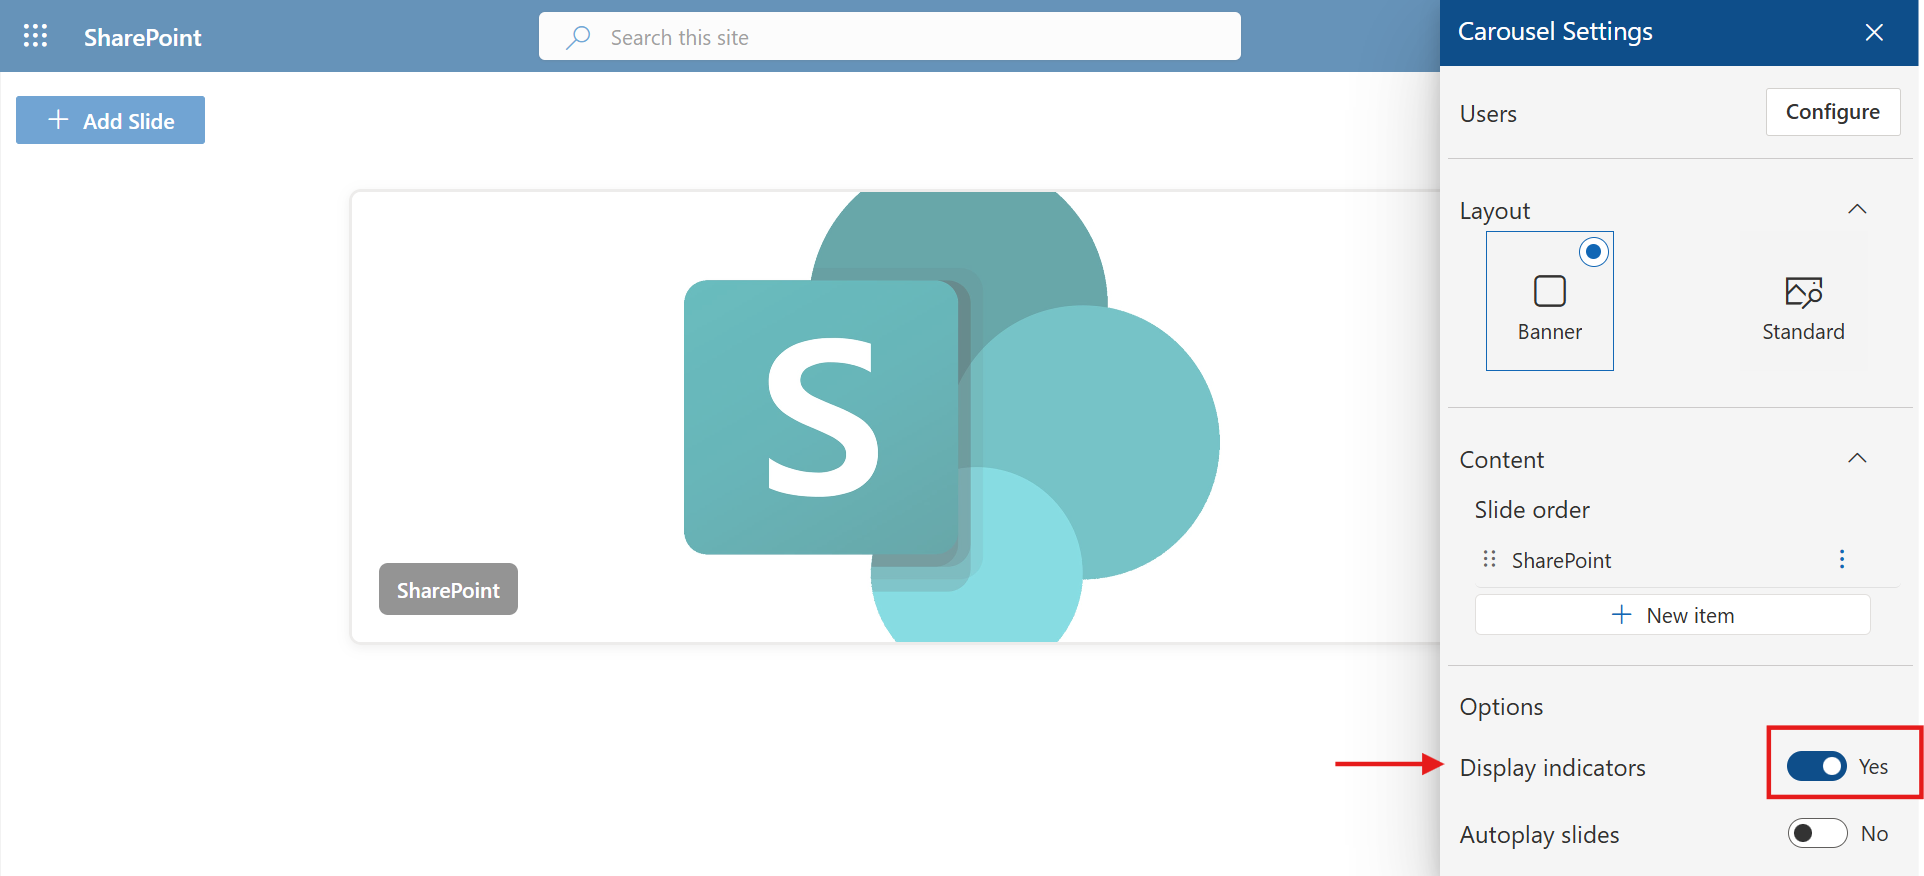 SharePoint
Search this site
Carousel Settings
Add Slide
Users
Configure
Layout
Banner
Standard
S
SharePoint
Content
Slide order
SharePoint
New item
Options
Display indicators
Yes
Autoplay slides
No